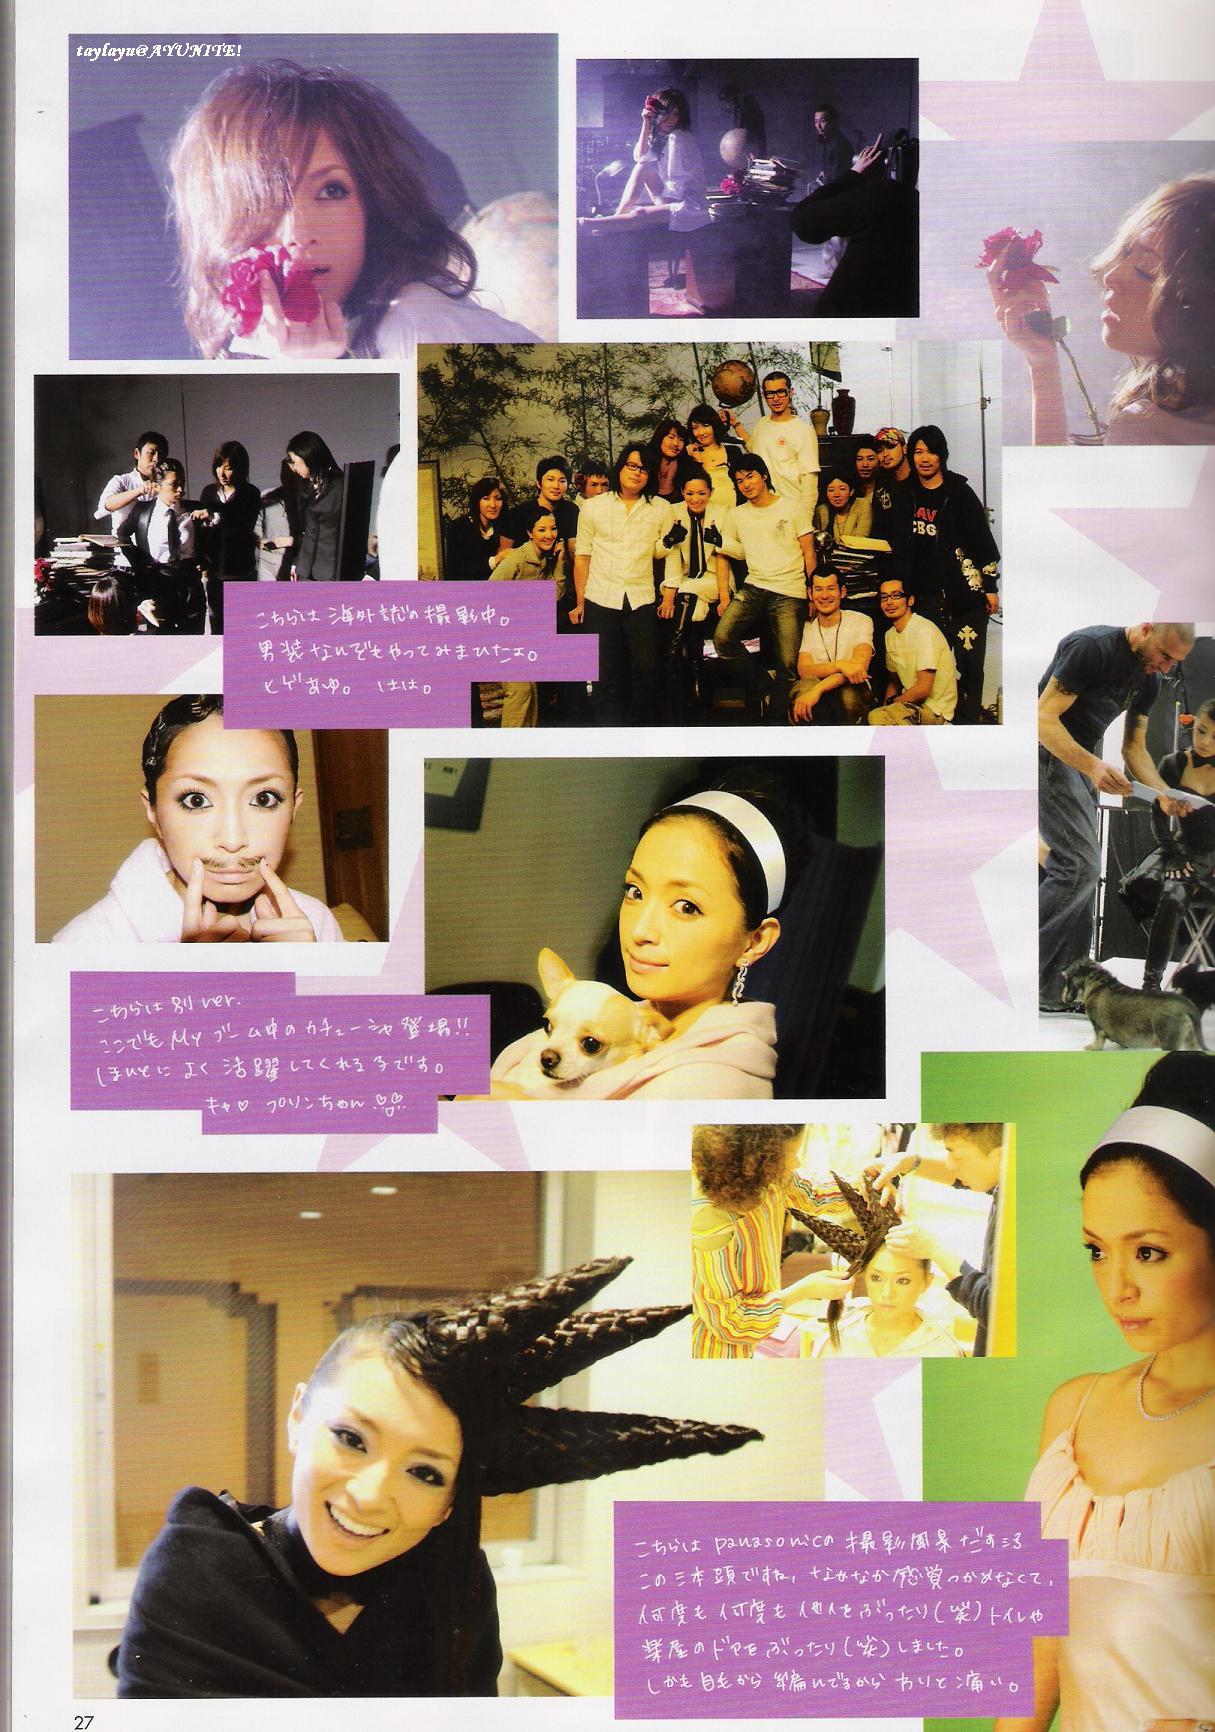 taylayu@AYUNITE!
こちらは海外誌の撮影中。
男装なんぞもやってみまひたよ。
ヒゲあゆ。 はは。
こちらは別ver.
ここでも Myブーム中のカチューシャ登場!!
しまいとに よく活躍してくれる子です。
キャ♡ プリンちゃん♡♡!!
こちらは panasonicの 撮影風景だす
この三本頭ですね、なかなか感覚つかめなくて、
何度も何度も 他人をぶったり(笑)トイレや
楽屋のドアをぶったり(笑)しました。
しかも自毛から編んでるから わりと痛い。
27